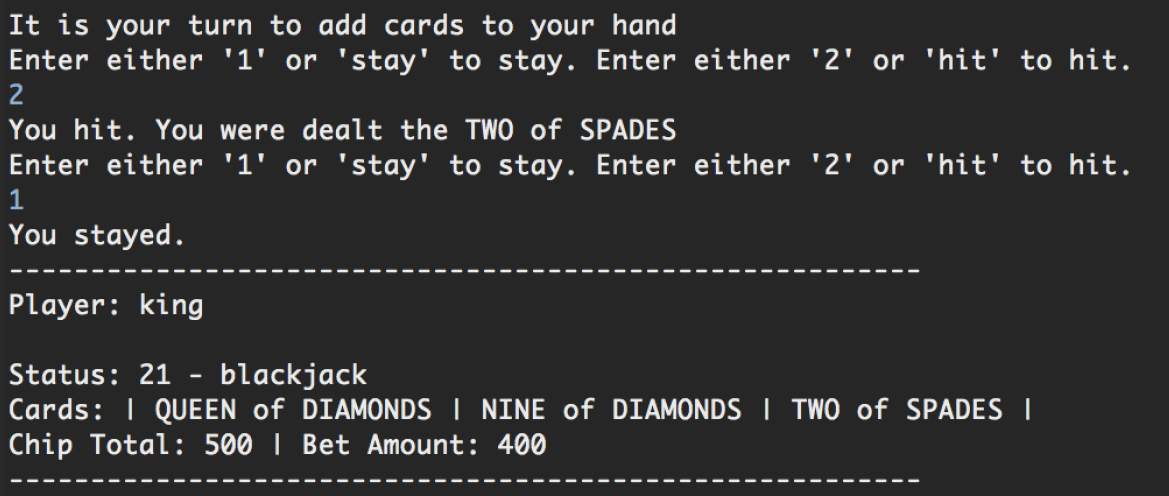 It is your turn to add cards to your hand
Enter either '1' or 'stay' to stay. Enter either '2' or 'hit' to hit.
2
You hit. You were dealt the TWO of SPADES
Enter either '1' or 'stay' to stay. Enter either '2' or 'hit' to hit.
1
You stayed.
--------------------------------------------------------
Player: king
Status: 21 - blackjack
Cards: | QUEEN of DIAMONDS | NINE of DIAMONDS | TWO of SPADES |
Chip Total: 500 | Bet Amount: 400
--------------------------------------------------------